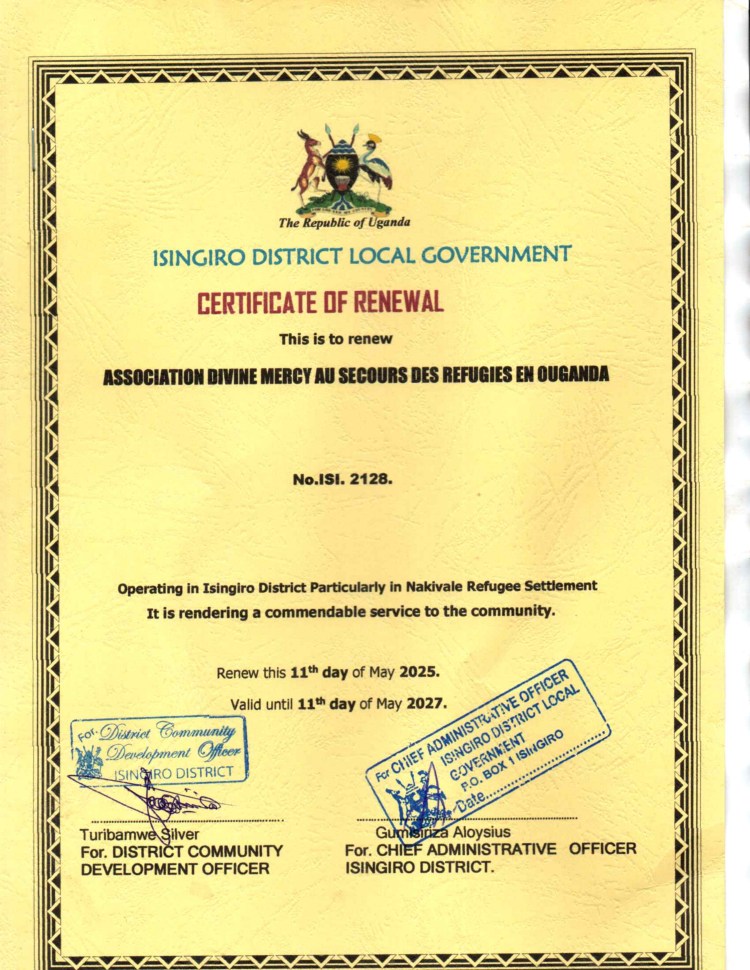 The Republic of Uganda
ISINGIRO DISTRICT LOCAL GOVERNMENT
CERTIFICATE OF RENEWAL
This is to renew
ASSOCIATION DIVINE MERCY AU SECOURS DES REFUGIES EN OUGANDA
No.ISI. 2128.
Operating in Isingiro District Particularly in Nakivale Refugee Settlement
It is rendering a commendable service to the community.
Renew this 11th day of May 2025.
Valid until 11th day of May 2027.
For. District Community
Development Officer
ISINGIRO DISTRICT
For CHIEF ADMINISTRATIVE OFFICER
ISINGIRO DISTRICT LOCAL
GOVERNMENT
P.O. BOX 1 ISINGIRO
Date....................
Turibamwe Silver
For. DISTRICT COMMUNITY
DEVELOPMENT OFFICER
Gumisiriza Aloysius
For. CHIEF ADMINISTRATIVE OFFICER
ISINGIRO DISTRICT.